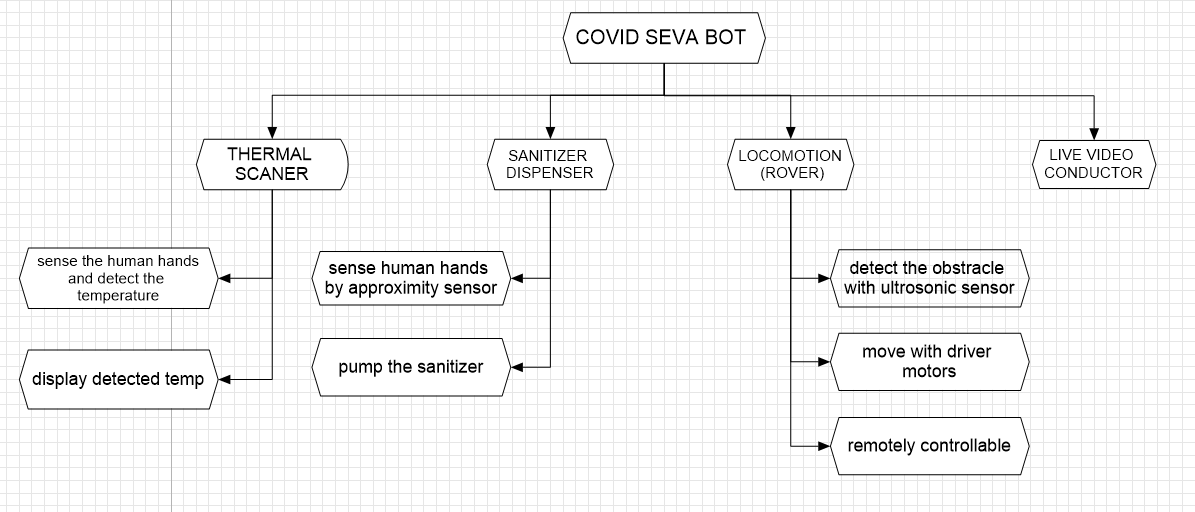 COVID SEVA BOT
THERMAL
SCANER
SANITIZER
DISPENSER
LOCOMOTION
(ROVER)
LIVE VIDEO
CONDUCTOR
sense the human hands
and detect the
temperature
display detected temp
sense human hands
by approximity sensor
pump the sanitizer
detect the obstracle
with ultrosonic sensor
move with driver
motors
remotely controllable